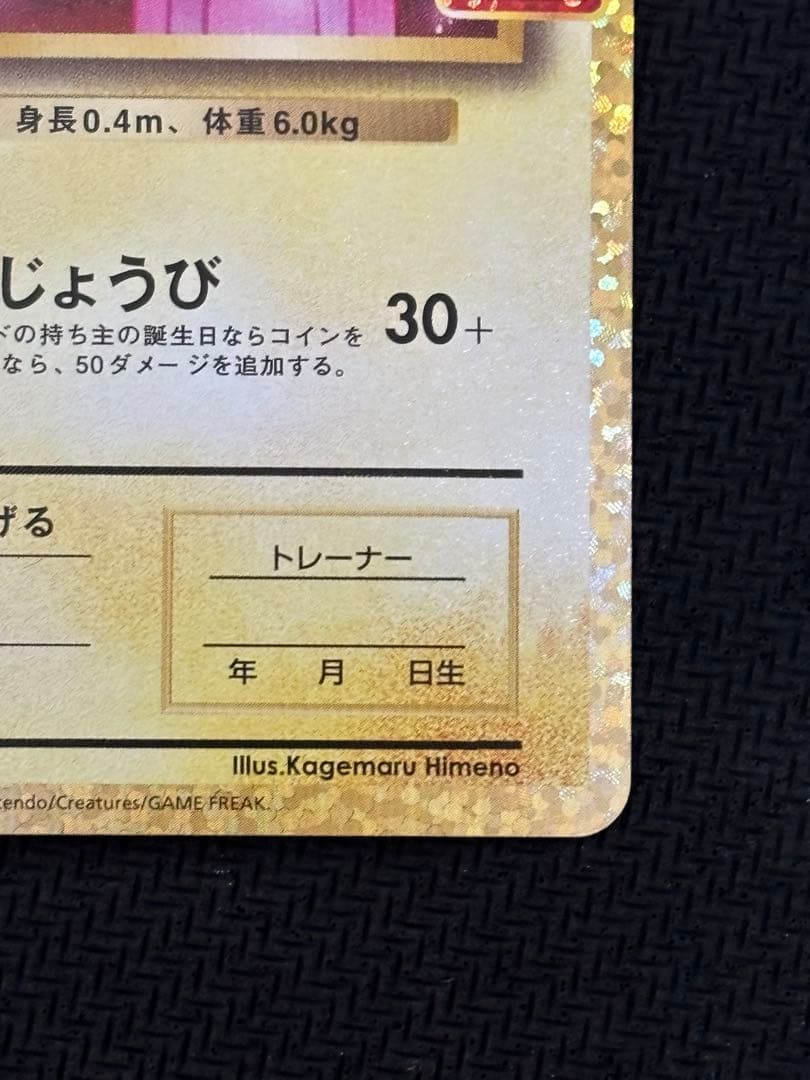 身長0.4m、体重6.0kg
じょうび
30+
ドの持ち主の誕生日ならコインを
なら、50ダメージを追加する。
げる
トレーナー
年 月 日生
Illus.Kagemaru Himeno
tendo/Creatures/GAME FREAK.